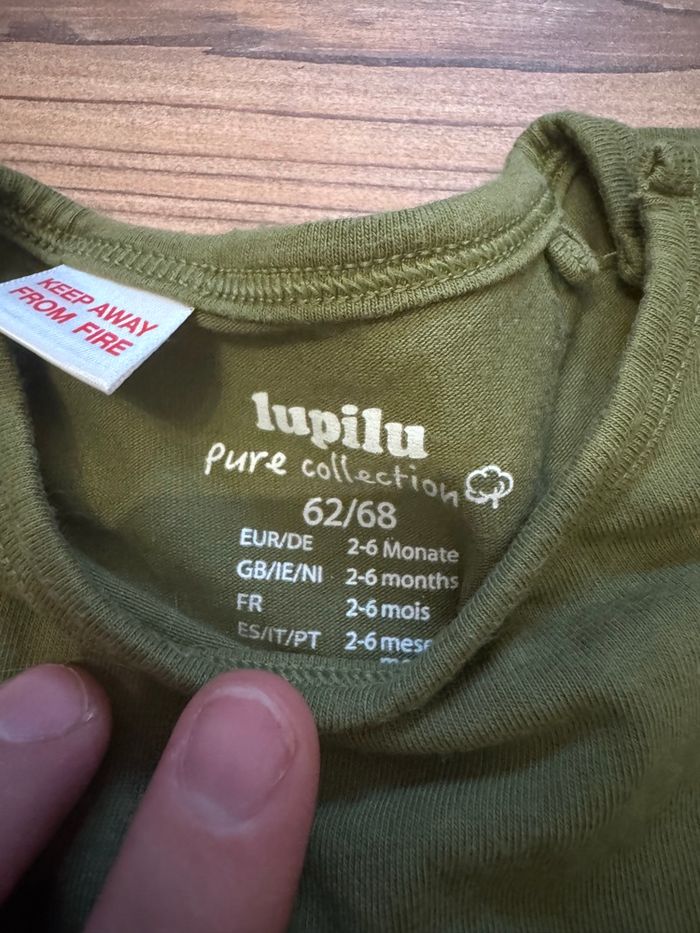 KEEP AWAY
FROM FIRE
lupilu
pure collection
62/68
EUR/DE 2-6 Monate
GB/IE/NI 2-6 months
FR 2-6 mois
ES/IT/PT 2-6